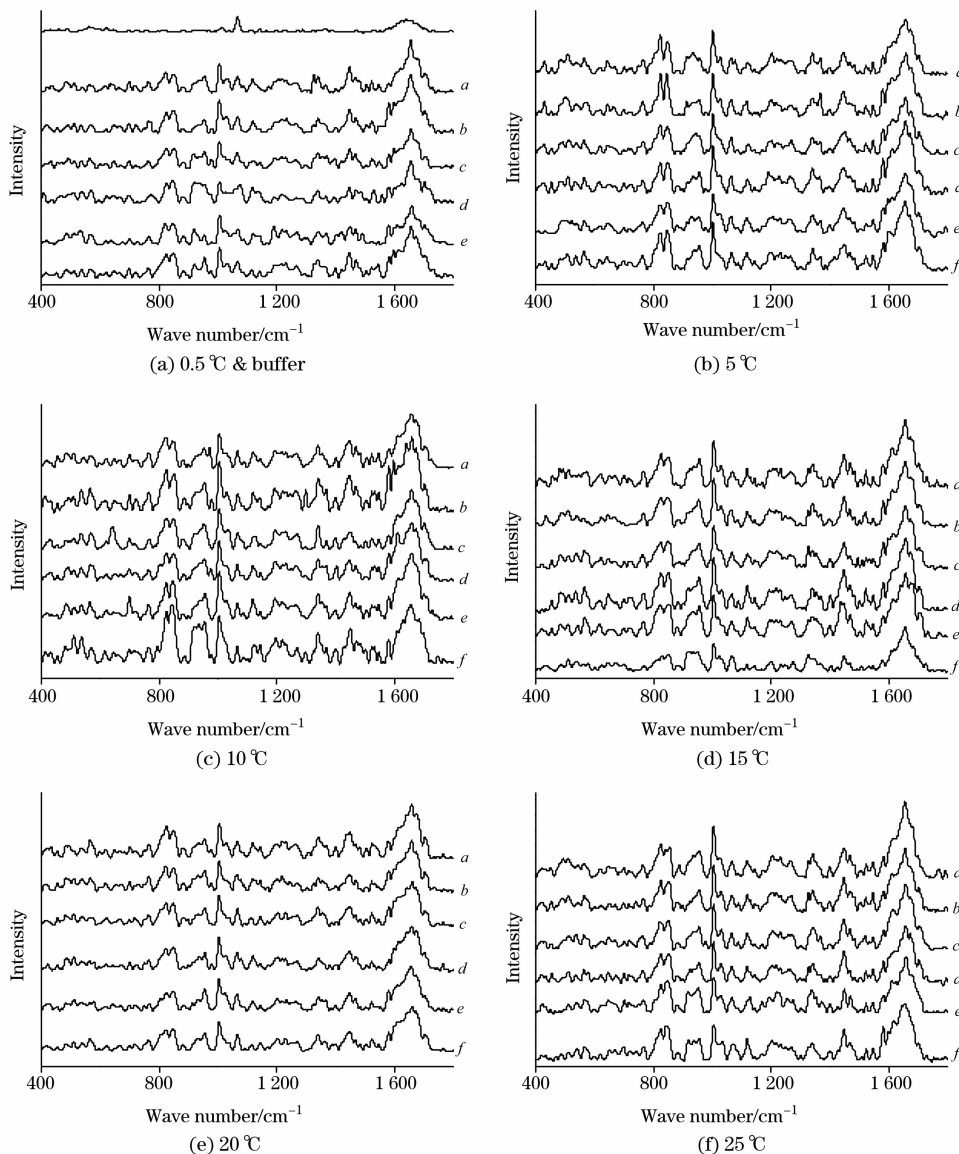 Intensity
a
b
c
d
e
f
400 800 1 200 1 600
Wave number/cm⁻¹
(a) 0.5 ℃ & buffer
Intensity
a
b
c
d
e
f
400 800 1 200 1 600
Wave number/cm⁻¹
(b) 5 ℃
Intensity
a
b
c
d
e
f
400 800 1 200 1 600
Wave number/cm⁻¹
(c) 10 ℃
Intensity
a
b
c
d
e
f
400 800 1 200 1 600
Wave number/cm⁻¹
(d) 15 ℃
Intensity
a
b
c
d
e
f
400 800 1 200 1 600
Wave number/cm⁻¹
(e) 20 ℃
Intensity
a
b
c
d
e
f
400 800 1 200 1 600
Wave number/cm⁻¹
(f) 25 ℃